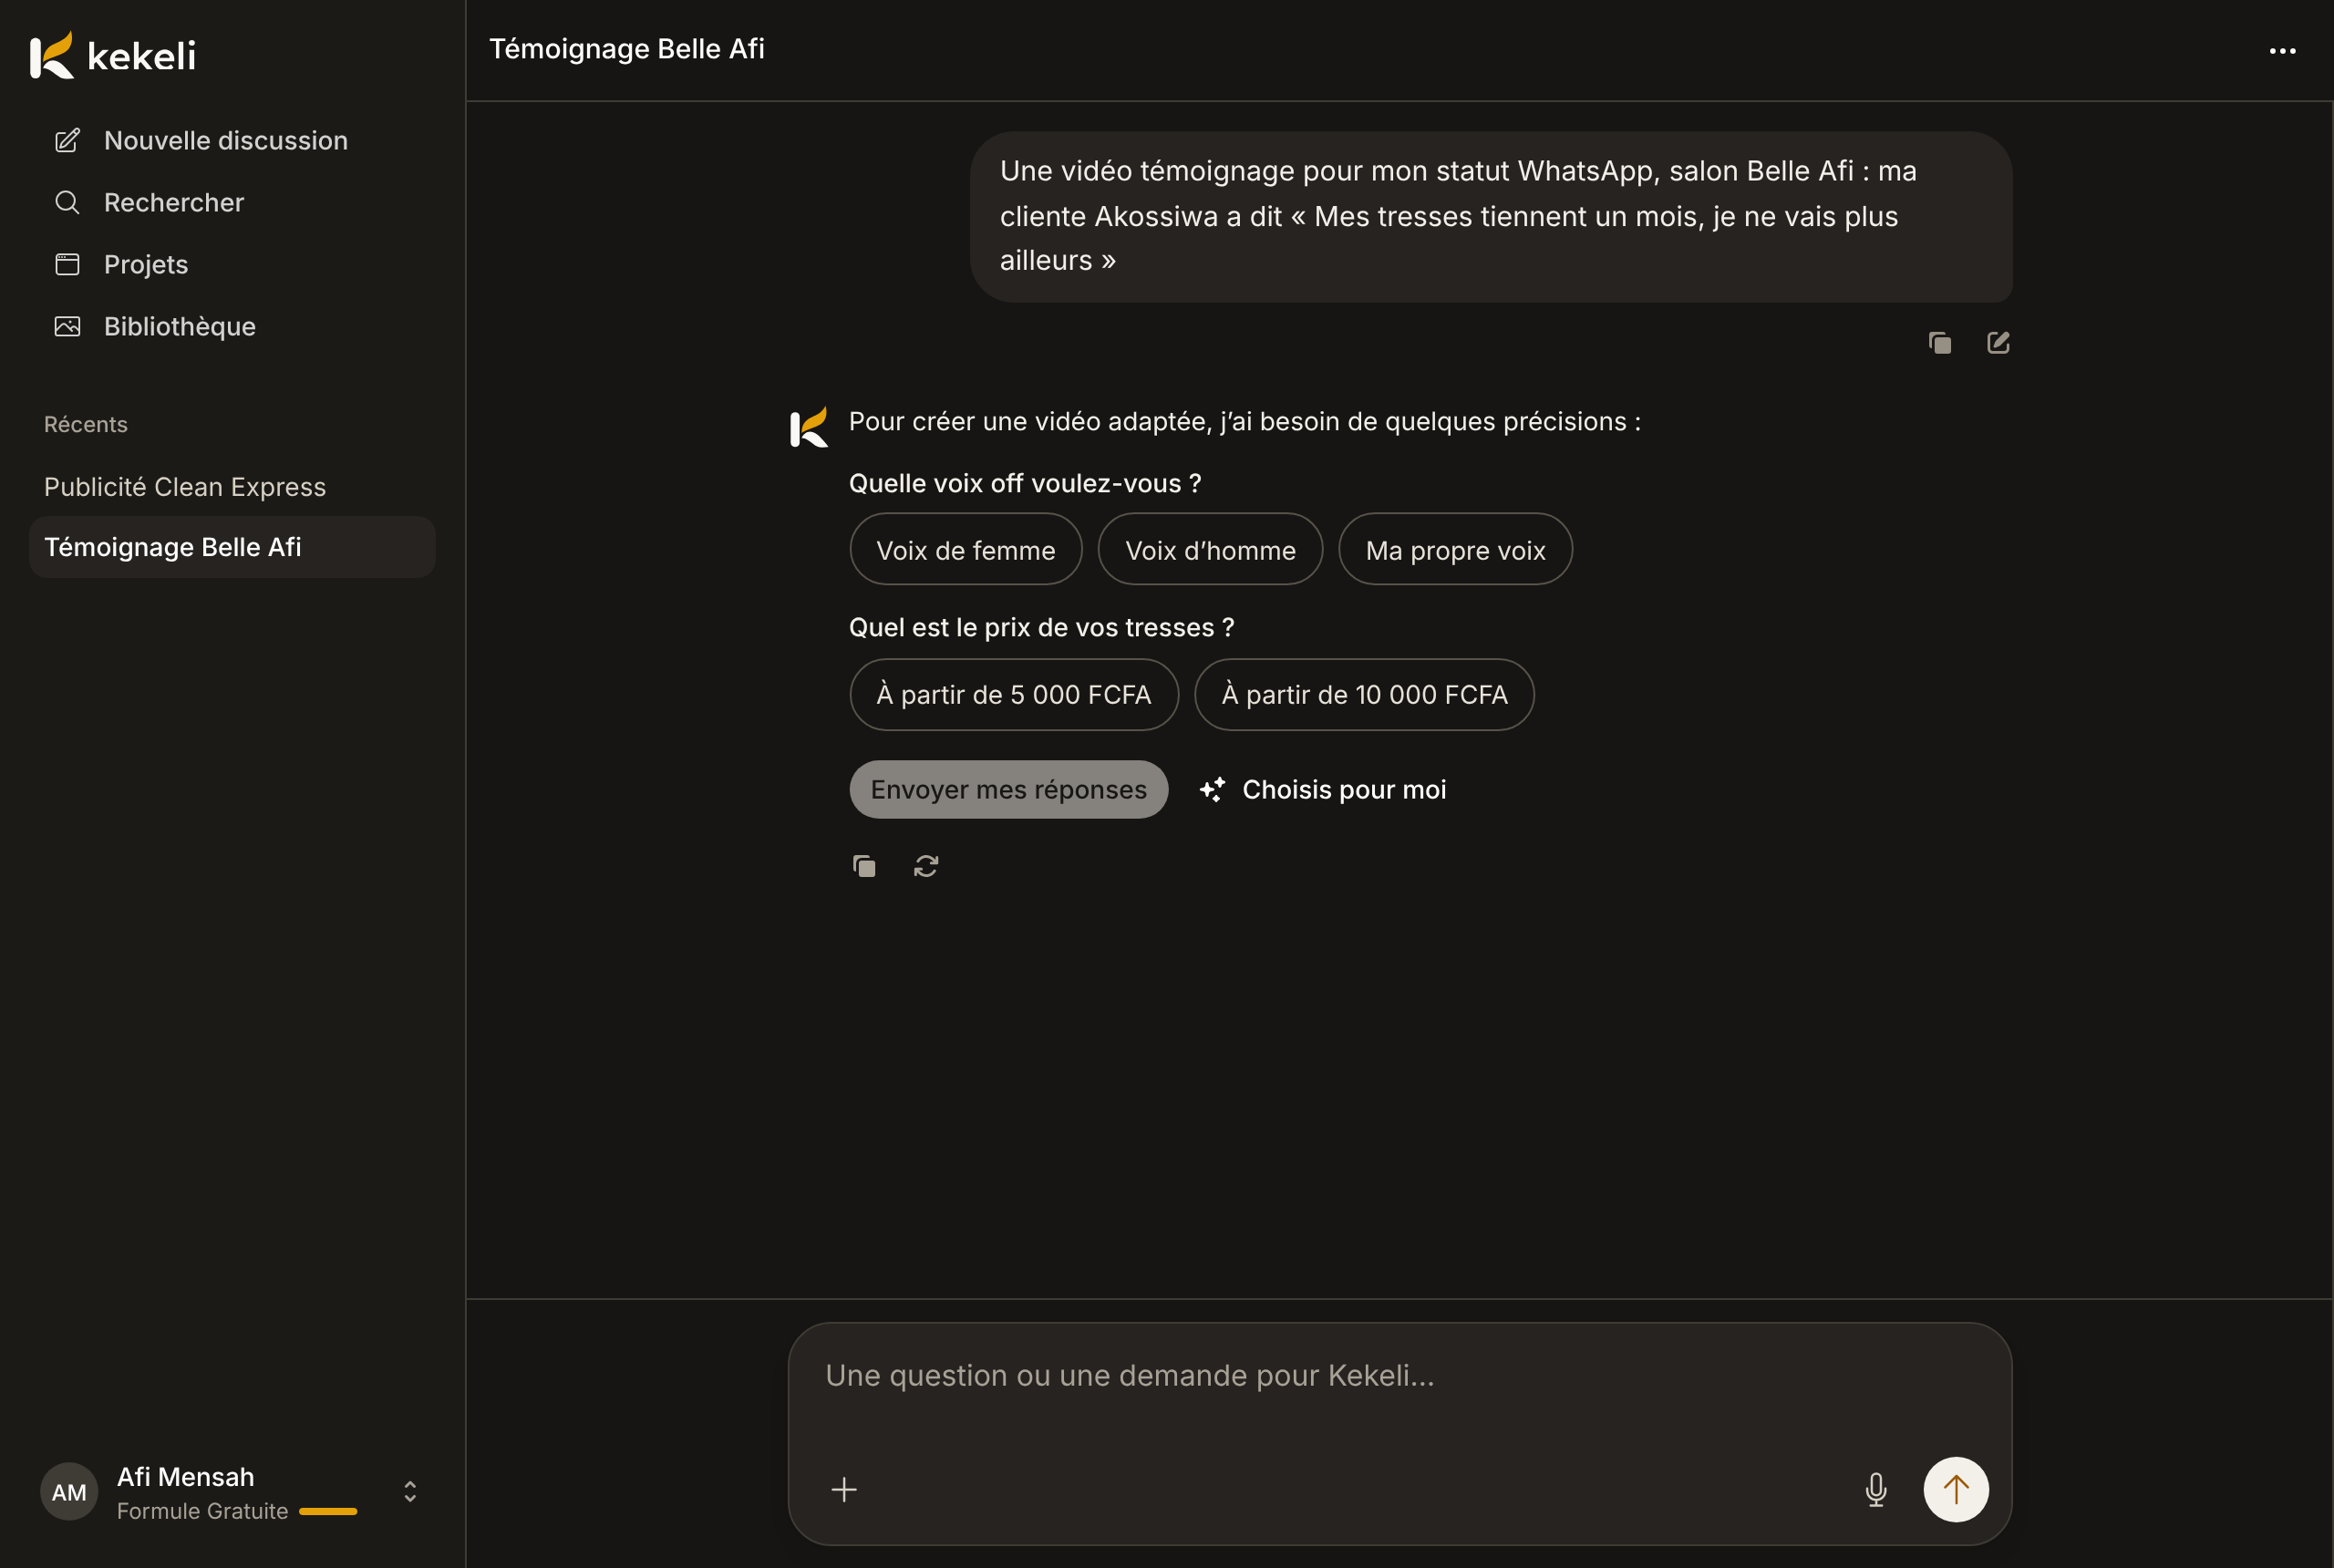 kekeli
Nouvelle discussion
Rechercher
Projets
Bibliothèque
Récents
Publicité Clean Express
Témoignage Belle Afi
AM
Afi Mensah
Formule Gratuite
Témoignage Belle Afi
Une vidéo témoignage pour mon statut WhatsApp, salon Belle Afi : ma
cliente Akossiwa a dit « Mes tresses tiennent un mois, je ne vais plus
ailleurs »
Pour créer une vidéo adaptée, j’ai besoin de quelques précisions :
Quelle voix off voulez-vous ?
Voix de femme
Voix d’homme
Ma propre voix
Quel est le prix de vos tresses ?
À partir de 5 000 FCFA
À partir de 10 000 FCFA
Envoyer mes réponses
Choisis pour moi
Une question ou une demande pour Kekeli...